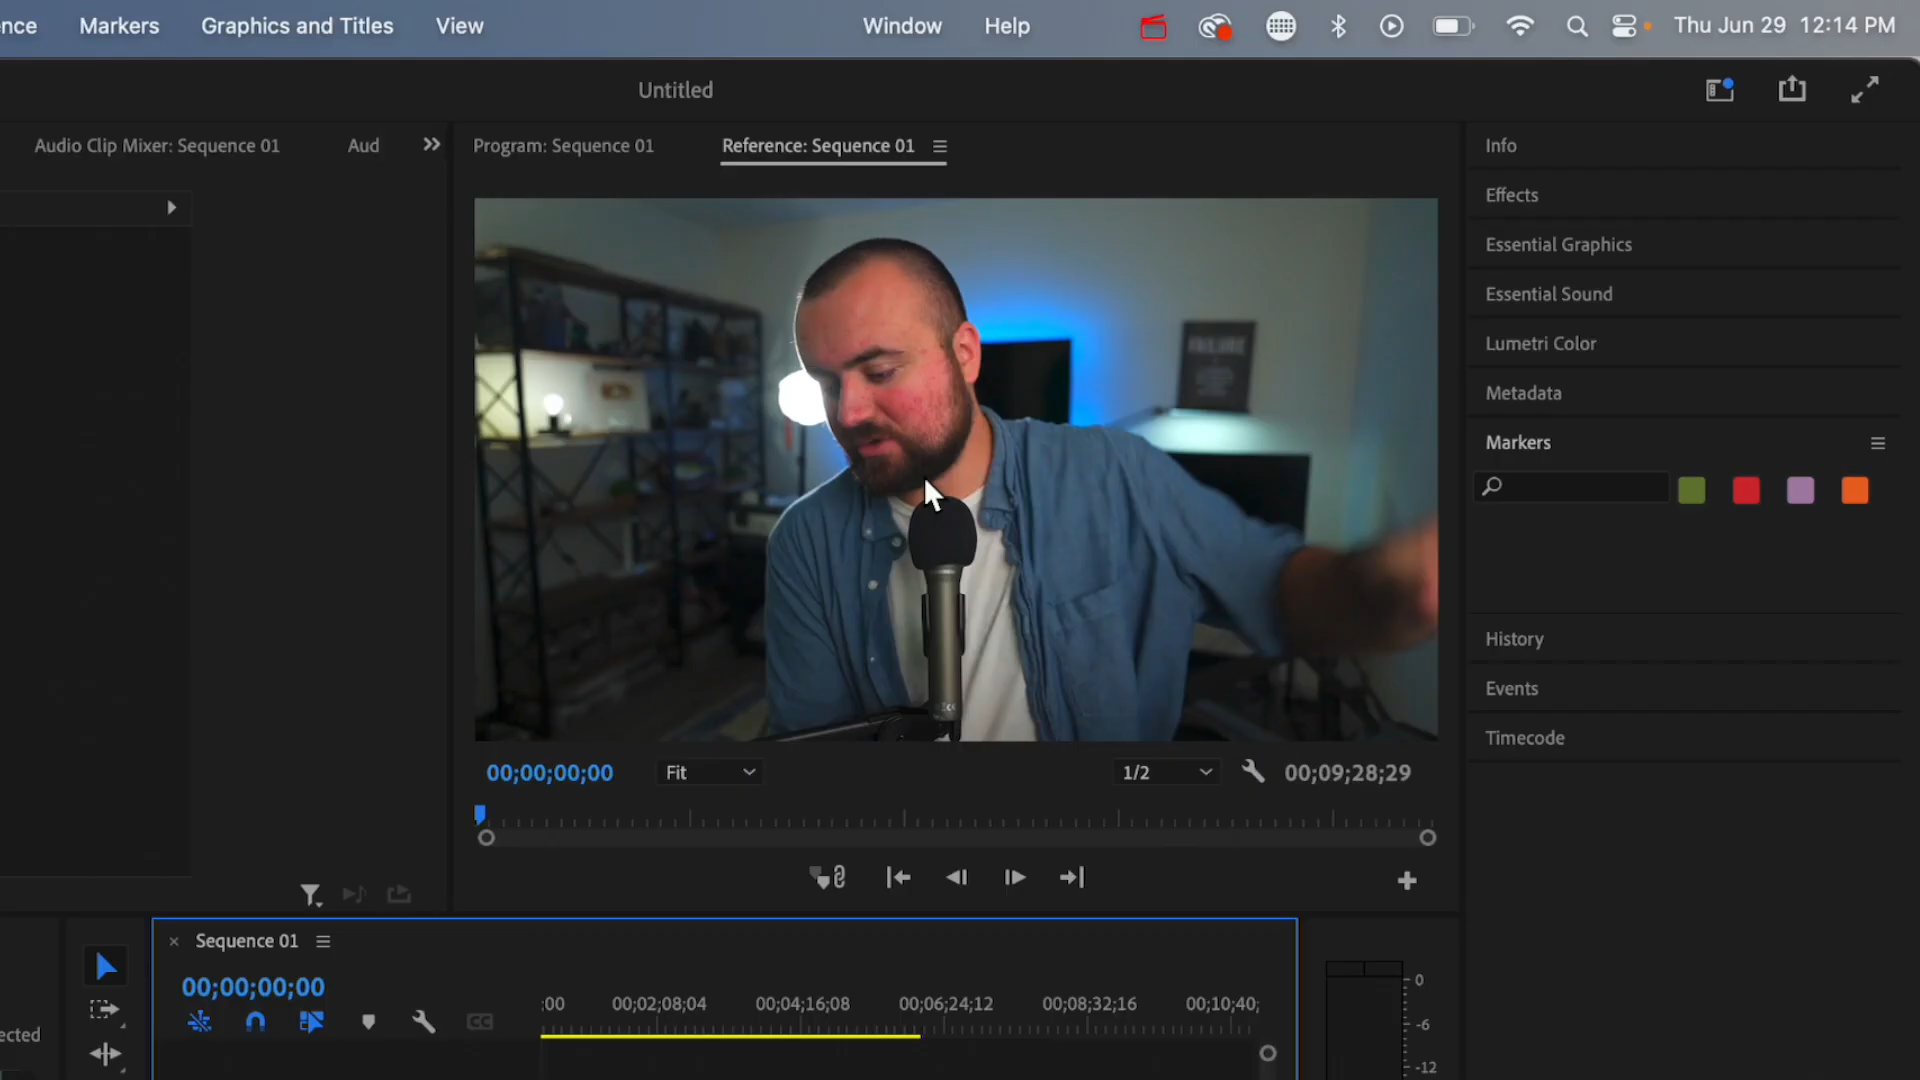 nce Markers Graphics and Titles View Window Help Thu Jun 29 12:14 PM
Untitled
Audio Clip Mixer: Sequence 01 Aud Program: Sequence 01 Reference: Sequence 01
Info
Effects
Essential Graphics
Essential Sound
Lumetri Color
FAILURE
Metadata
Markers
History
Events
Timecode
00;00;00;00 Fit 1/2 00;09;28;29
Sequence 01
00;00;00;00
;00 00;02;08;04 00;04;16;08 00;06;24;12 00;08;32;16 00;10;40;
CC
ected
0
-6
-12